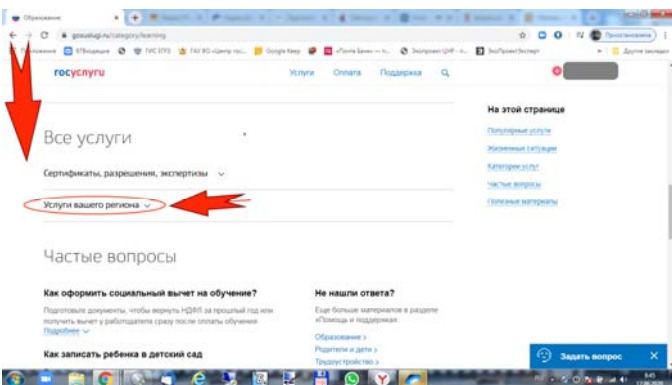 Образование
gosuslugi.ru/category/learning
Google Keep
Другие закладки
госуслуги
Услуги Оплата Поддержка
На этой странице
Популярные услуги
Жизненные ситуации
Категории услуг
Частые вопросы
Полезные материалы
Все услуги
Сертификаты, разрешения, экспертизы
Услуги вашего региона
Частые вопросы
Как оформить социальный вычет на обучение?
Подготовьте документы, чтобы вернуть НДФЛ за прошлый год или
получить вычет у работодателя сразу после оплаты обучения
Подробнее
Как записать ребенка в детский сад
Не нашли ответа?
Еще больше материалов в разделе
«Помощь и поддержка»
Образование >
Родители и дети >
Трудоустройство >
Задать вопрос